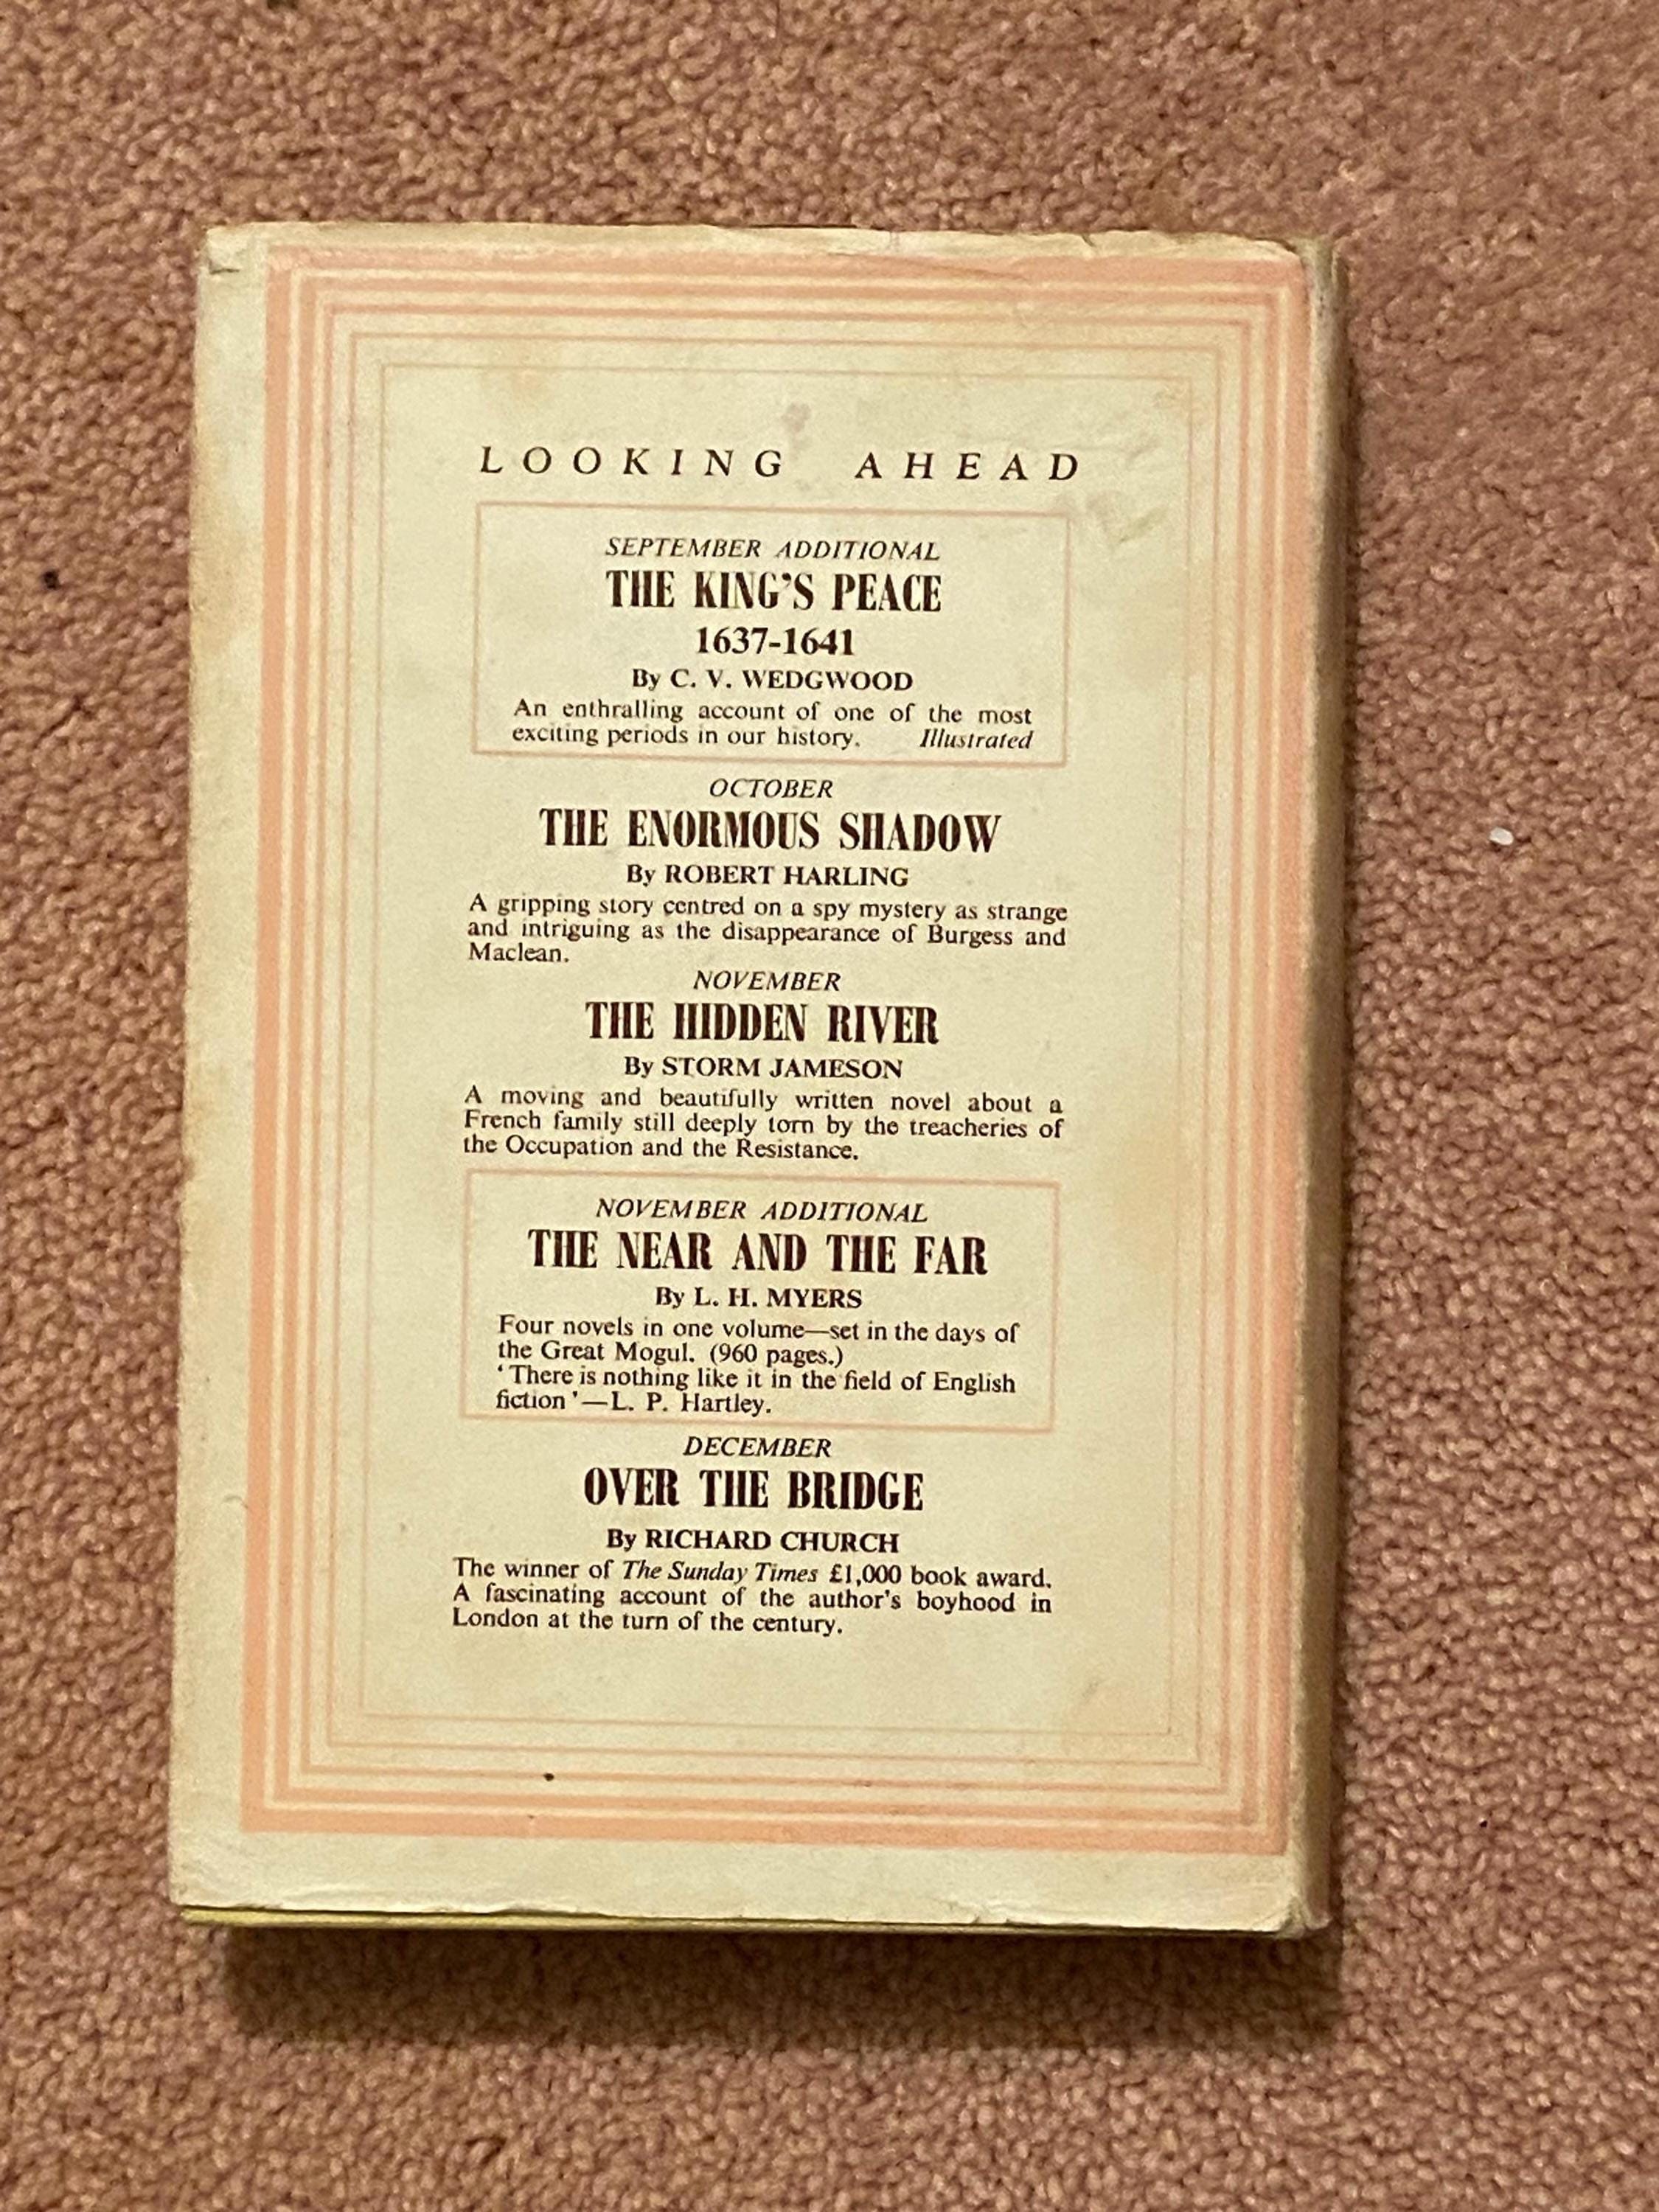 LOOKING AHEAD
SEPTEMBER ADDITIONAL
THE KING'S PEACE
1637-1641
By C. V. WEDGWOOD
An enthralling account of one of the most
exciting periods in our history. Illustrated
OCTOBER
THE ENORMOUS SHADOW
By ROBERT HARLING
A gripping story centred on a spy mystery as strange
and intriguing as the disappearance of Burgess and
Maclean.
NOVEMBER
THE HIDDEN RIVER
By STORM JAMESON
A moving and beautifully written novel about a
French family still deeply torn by the treacheries of
the Occupation and the Resistance.
NOVEMBER ADDITIONAL
THE NEAR AND THE FAR
By L. H. MYERS
Four novels in one volume—set in the days of
the Great Mogul. (960 pages.)
‘There is nothing like it in the field of English
fiction’—L. P. Hartley.
DECEMBER
OVER THE BRIDGE
By RICHARD CHURCH
The winner of The Sunday Times £1,000 book award.
A fascinating account of the author's boyhood in
London at the turn of the century.